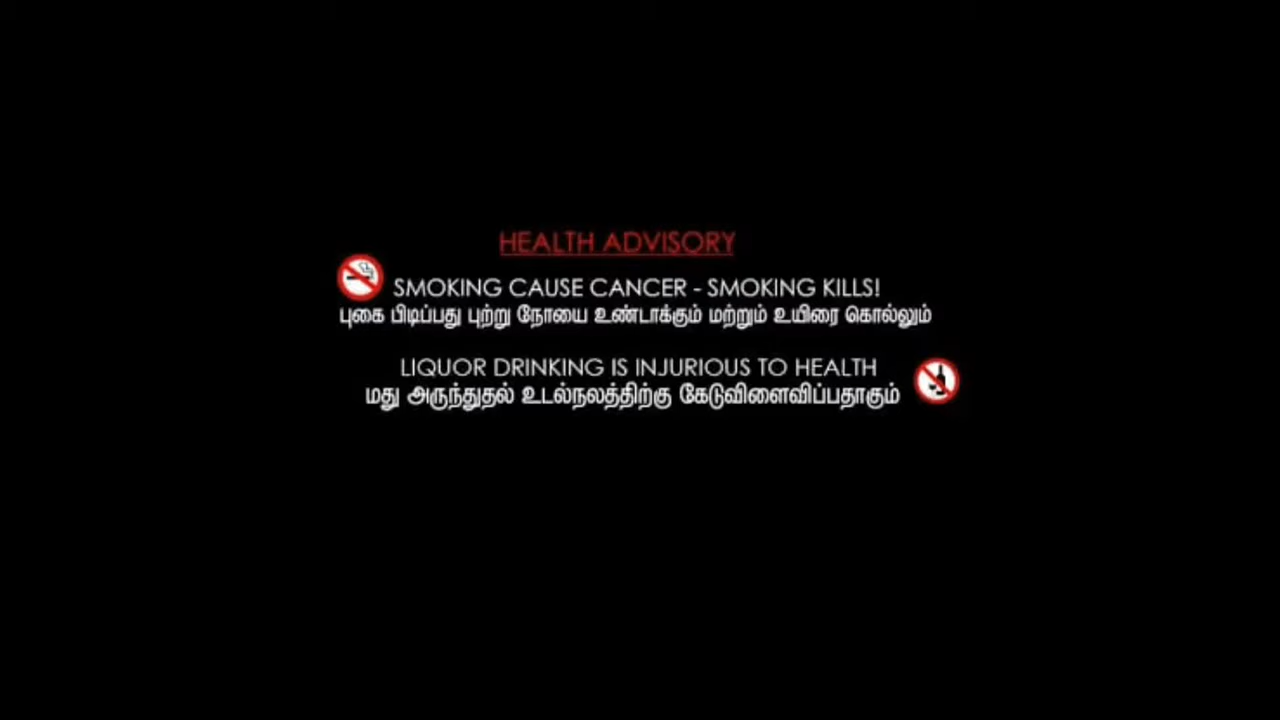 HEALTH ADVISORY
SMOKING CAUSE CANCER - SMOKING KILLS!
புகை பிடிப்பது புற்று நோயை உண்டாக்கும் மற்றும் உயிரை கொல்லும்
LIQUOR DRINKING IS INJURIOUS TO HEALTH
மது அருந்துதல் உடல்நலத்திற்கு கேடுவிளைவிப்பதாகும்